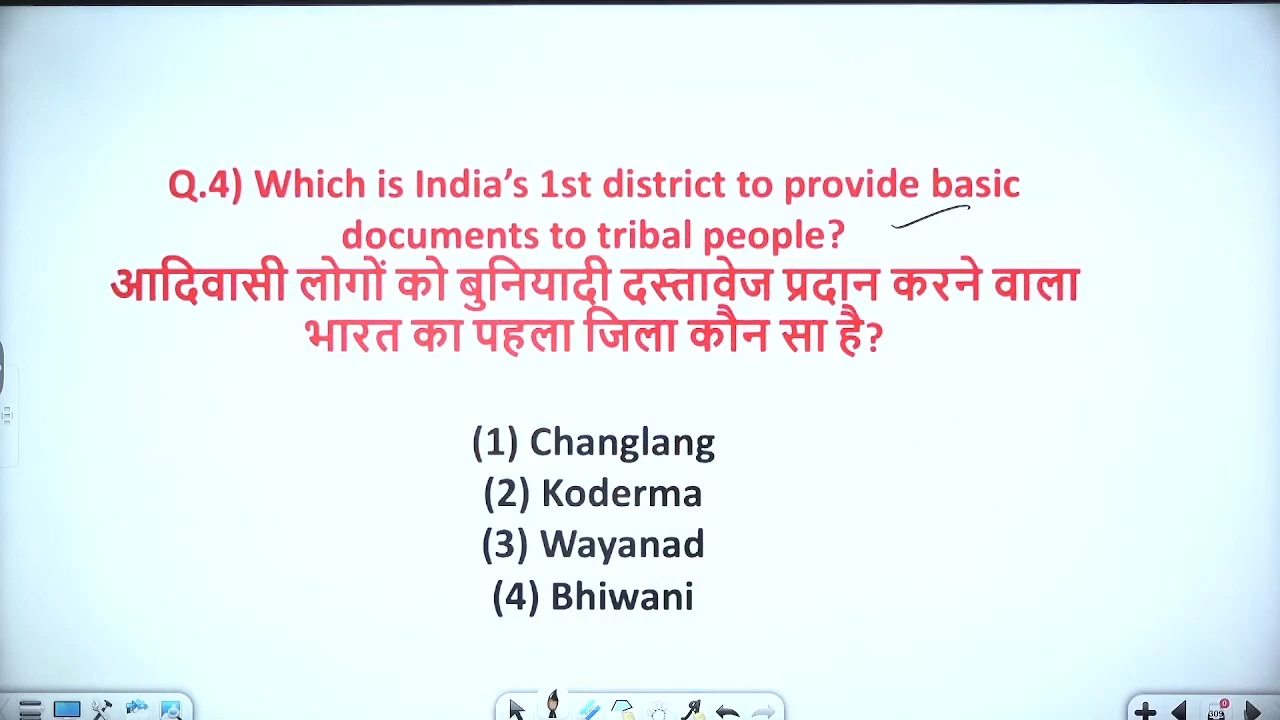 Q.4) Which is India’s 1st district to provide basic
documents to tribal people?
आदिवासी लोगों को बुनियादी दस्तावेज प्रदान करने वाला
भारत का पहला जिला कौन सा है?
(1) Changlang
(2) Koderma
(3) Wayanad
(4) Bhiwani